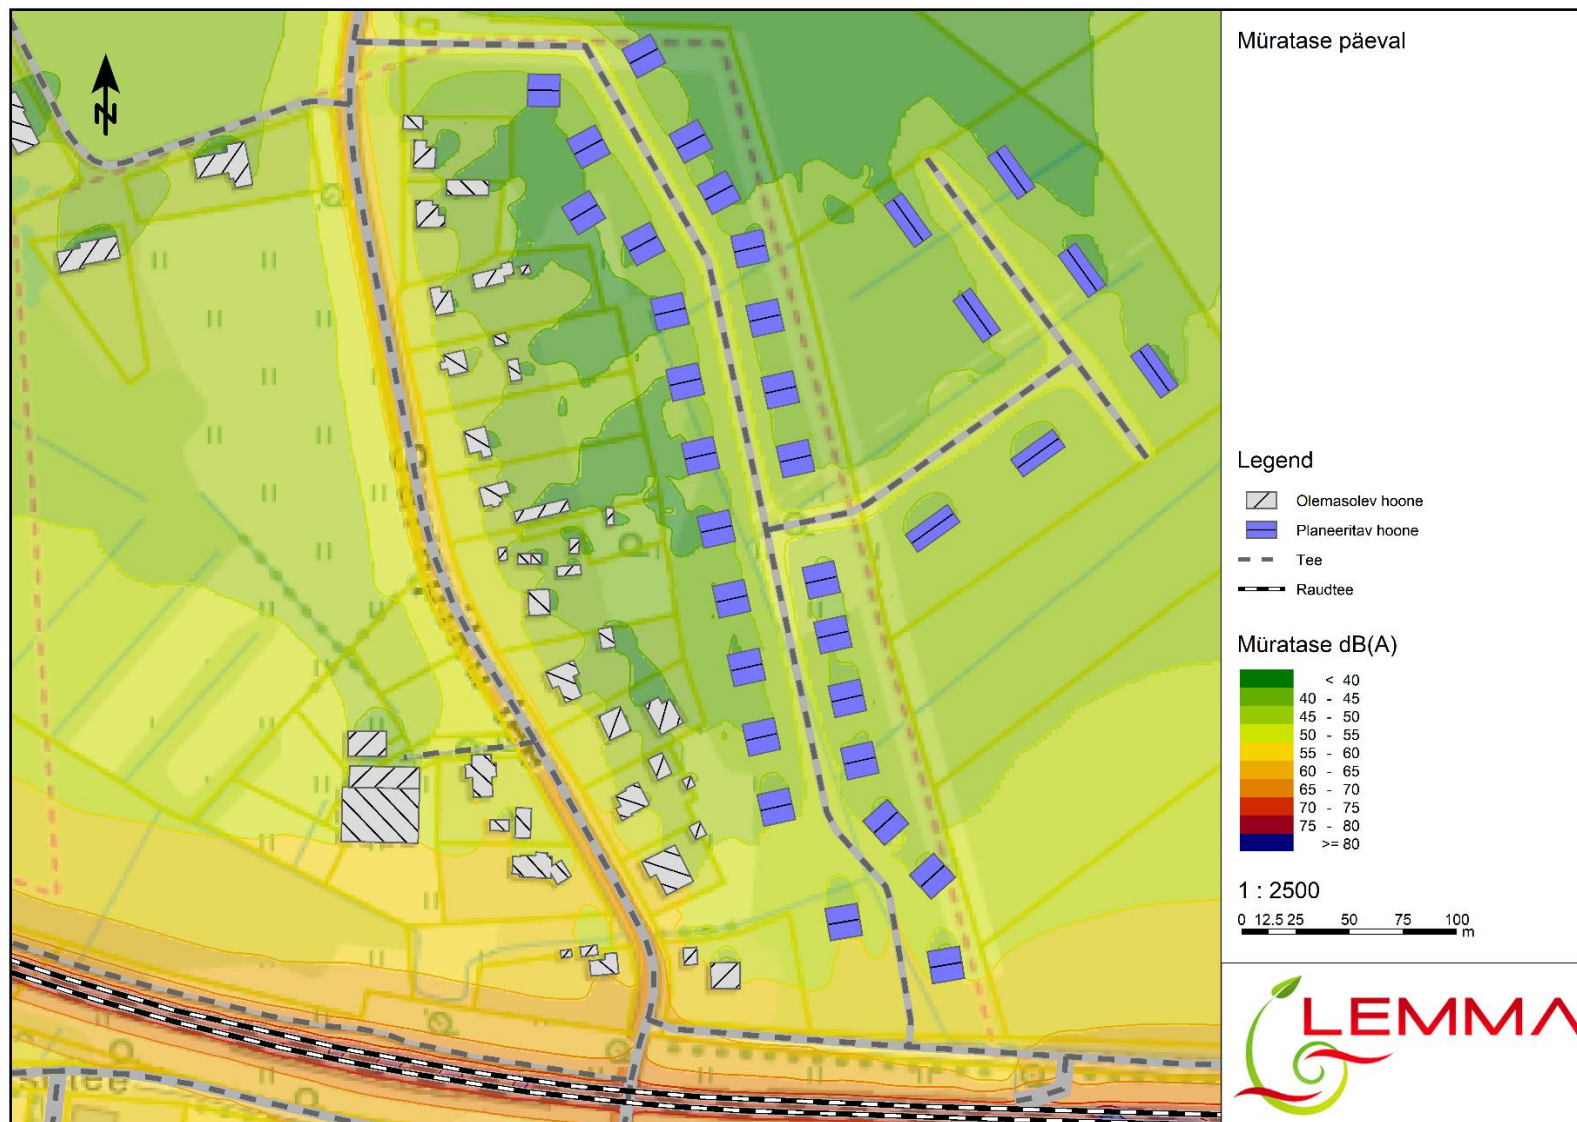 Müratase päeval
N
Legend
Olemasolev hoone
Planeeritav hoone
Tee
Raudtee
Müratase dB(A)
< 40
40 - 45
45 - 50
50 - 55
55 - 60
60 - 65
65 - 70
70 - 75
75 - 80
>= 80
1 : 2500
0 12.5 25 50 75 100
m
LEMMA